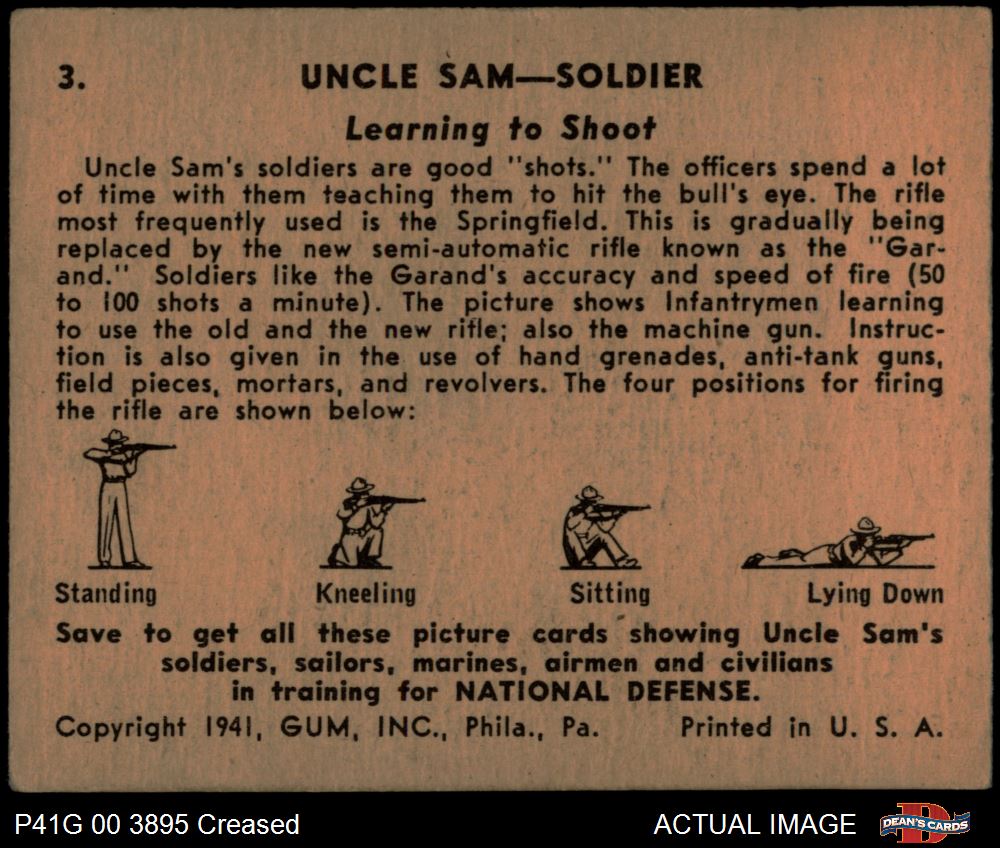 3. UNCLE SAM—SOLDIER
Learning to Shoot
Uncle Sam's soldiers are good "shots." The officers spend a lot
of time with them teaching them to hit the bull's eye. The rifle
most frequently used is the Springfield. This is gradually being
replaced by the new semi-automatic rifle known as the "Gar-
and." Soldiers like the Garand's accuracy and speed of fire (50
to 100 shots a minute). The picture shows Infantrymen learning
to use the old and the new rifle; also the machine gun. Instruc-
tion is also given in the use of hand grenades, anti-tank guns,
field pieces, mortars, and revolvers. The four positions for firing
the rifle are shown below:
Standing Kneeling Sitting Lying Down
Save to get all these picture cards showing Uncle Sam's
soldiers, sailors, marines, airmen and civilians
in training for NATIONAL DEFENSE.
Copyright 1941, GUM, INC., Phila., Pa. Printed in U. S. A.
P41G 00 3895 Creased ACTUAL IMAGE D DEAN'S CARDS